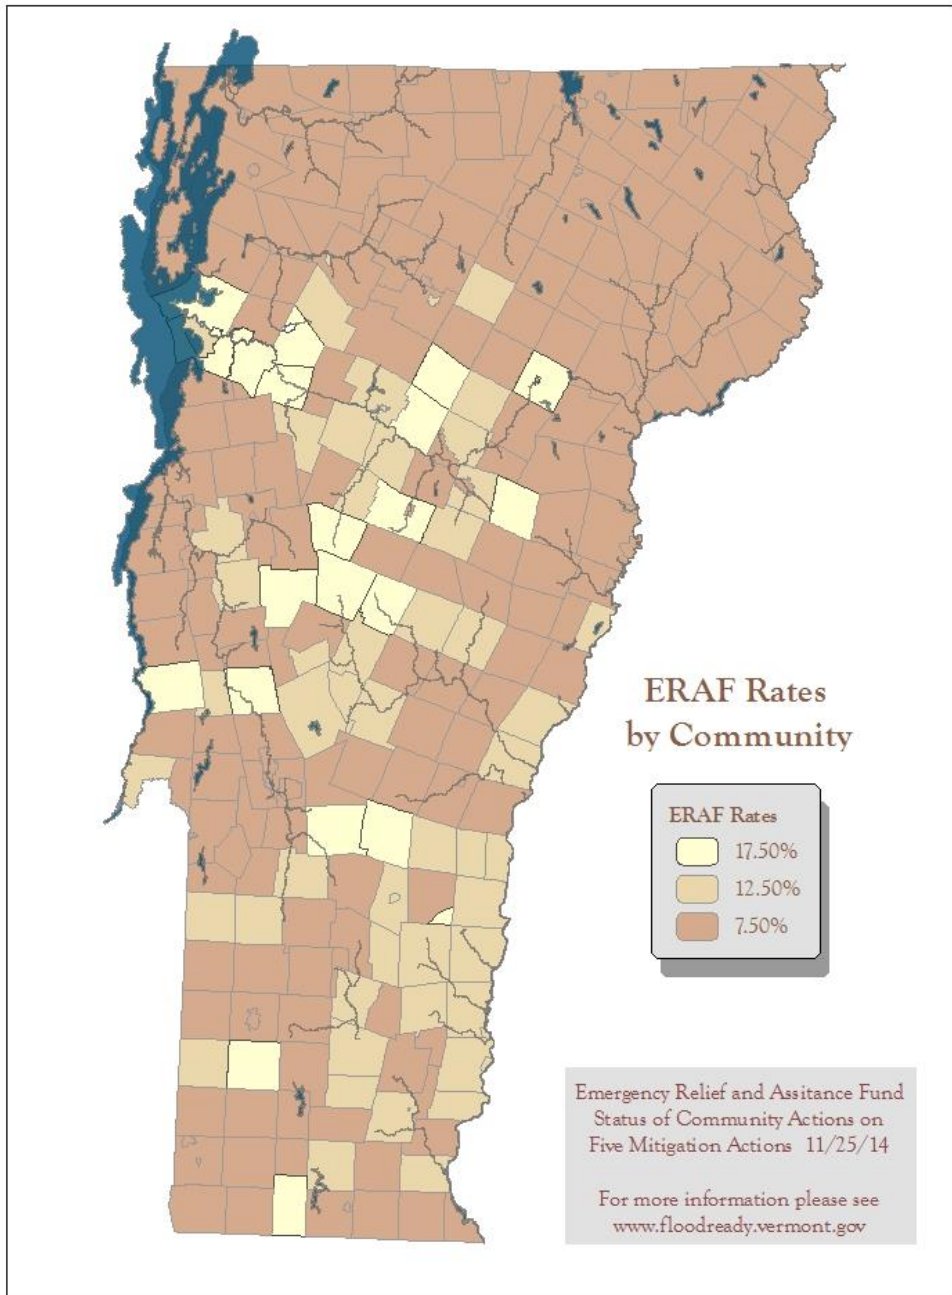 ERAF Rates
by Community
ERAF Rates
17.50%
12.50%
7.50%
Emergency Relief and Assitance Fund
Status of Community Actions on
Five Mitigation Actions 11/25/14
For more information please see
www.floodready.vermont.gov